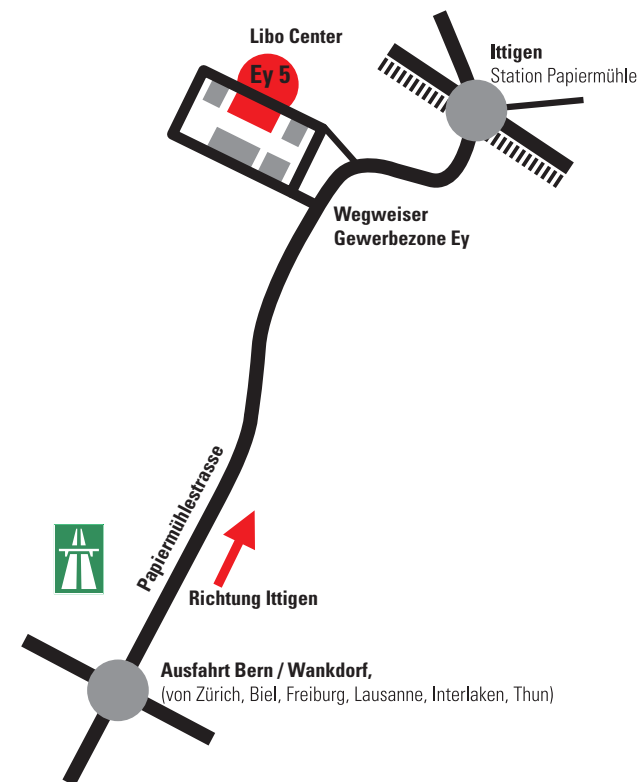 Libo Center
Ey 5
Ittigen
Station Papiermühle
Wegweiser
Gewerbezone Ey
Papiermühlestrasse
Richtung Ittigen
Ausfahrt Bern / Wankdorf,
(von Zürich, Biel, Freiburg, Lausanne, Interlaken, Thun)